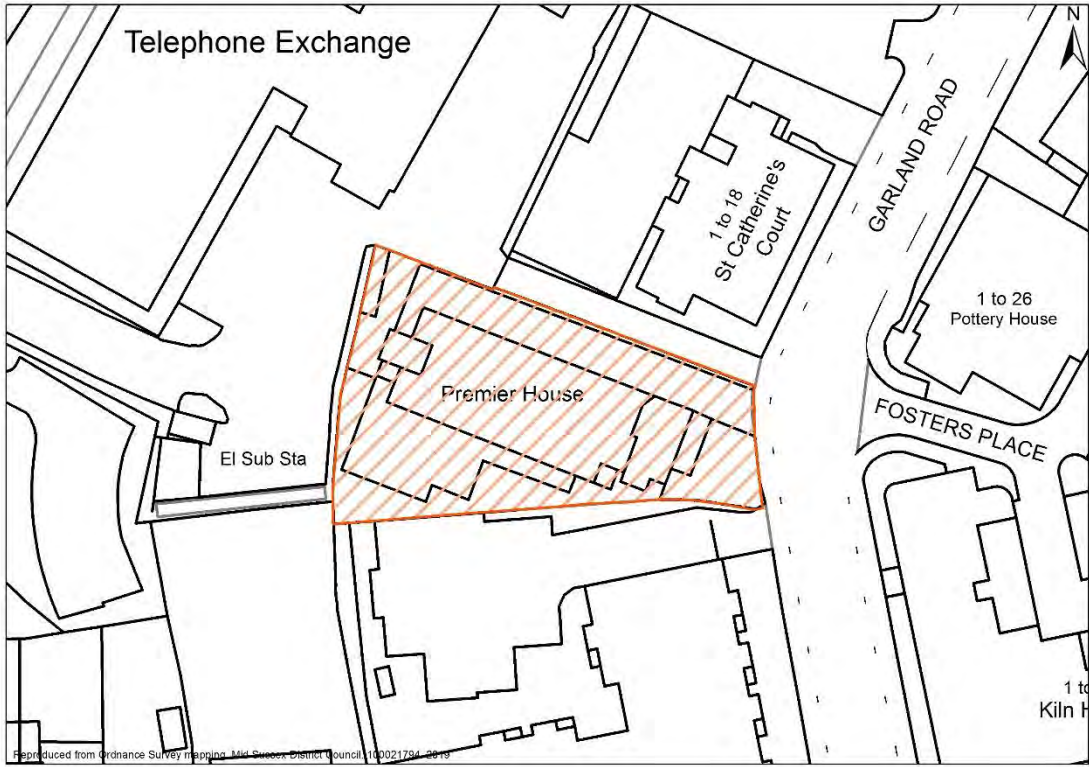 Telephone Exchange
N
GARLAND ROAD
1 to 18
St Catherine's
Court
1 to 26
Pottery House
Premier House
FOSTERS PLACE
El Sub Sta
1 to
Kiln H
Reproduced from Ordnance Survey mapping. Mid Sussex District Council. 100021794. 2019